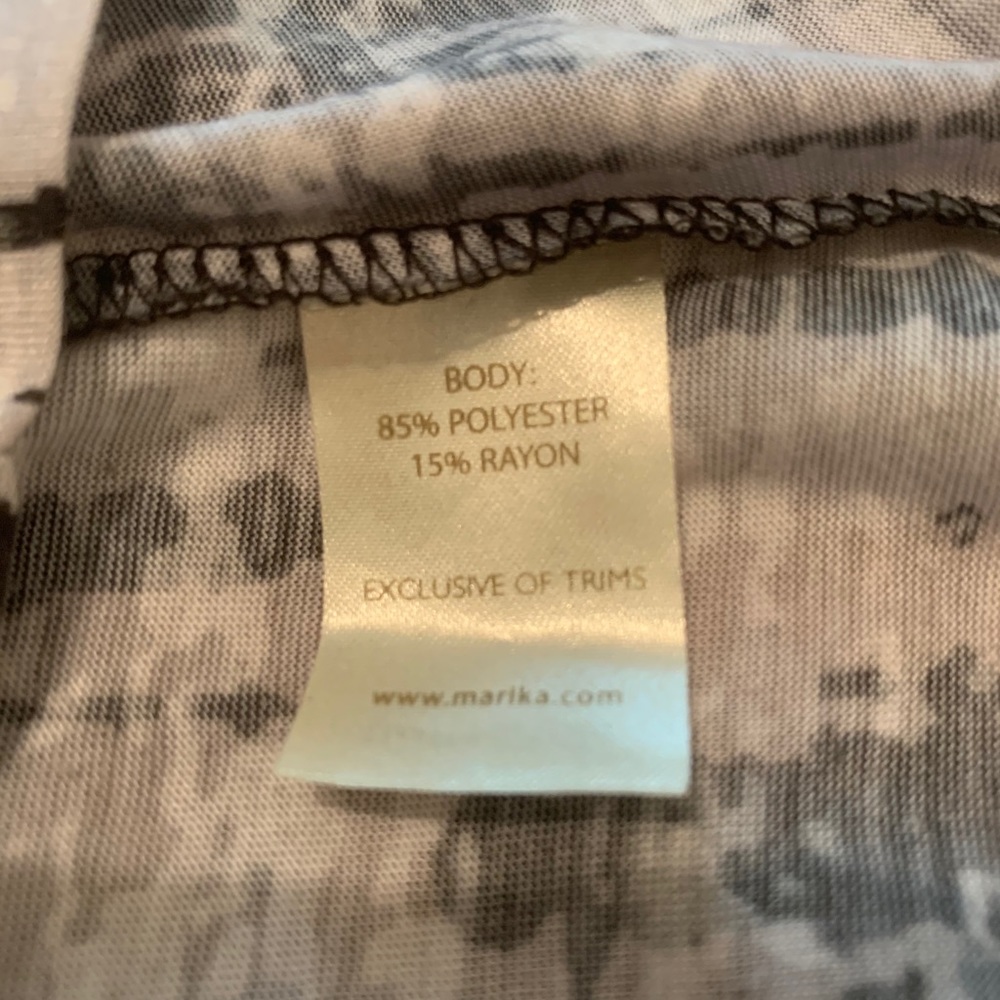 BODY:
85% POLYESTER
15% RAYON
EXCLUSIVE OF TRIMS
www.marika.com